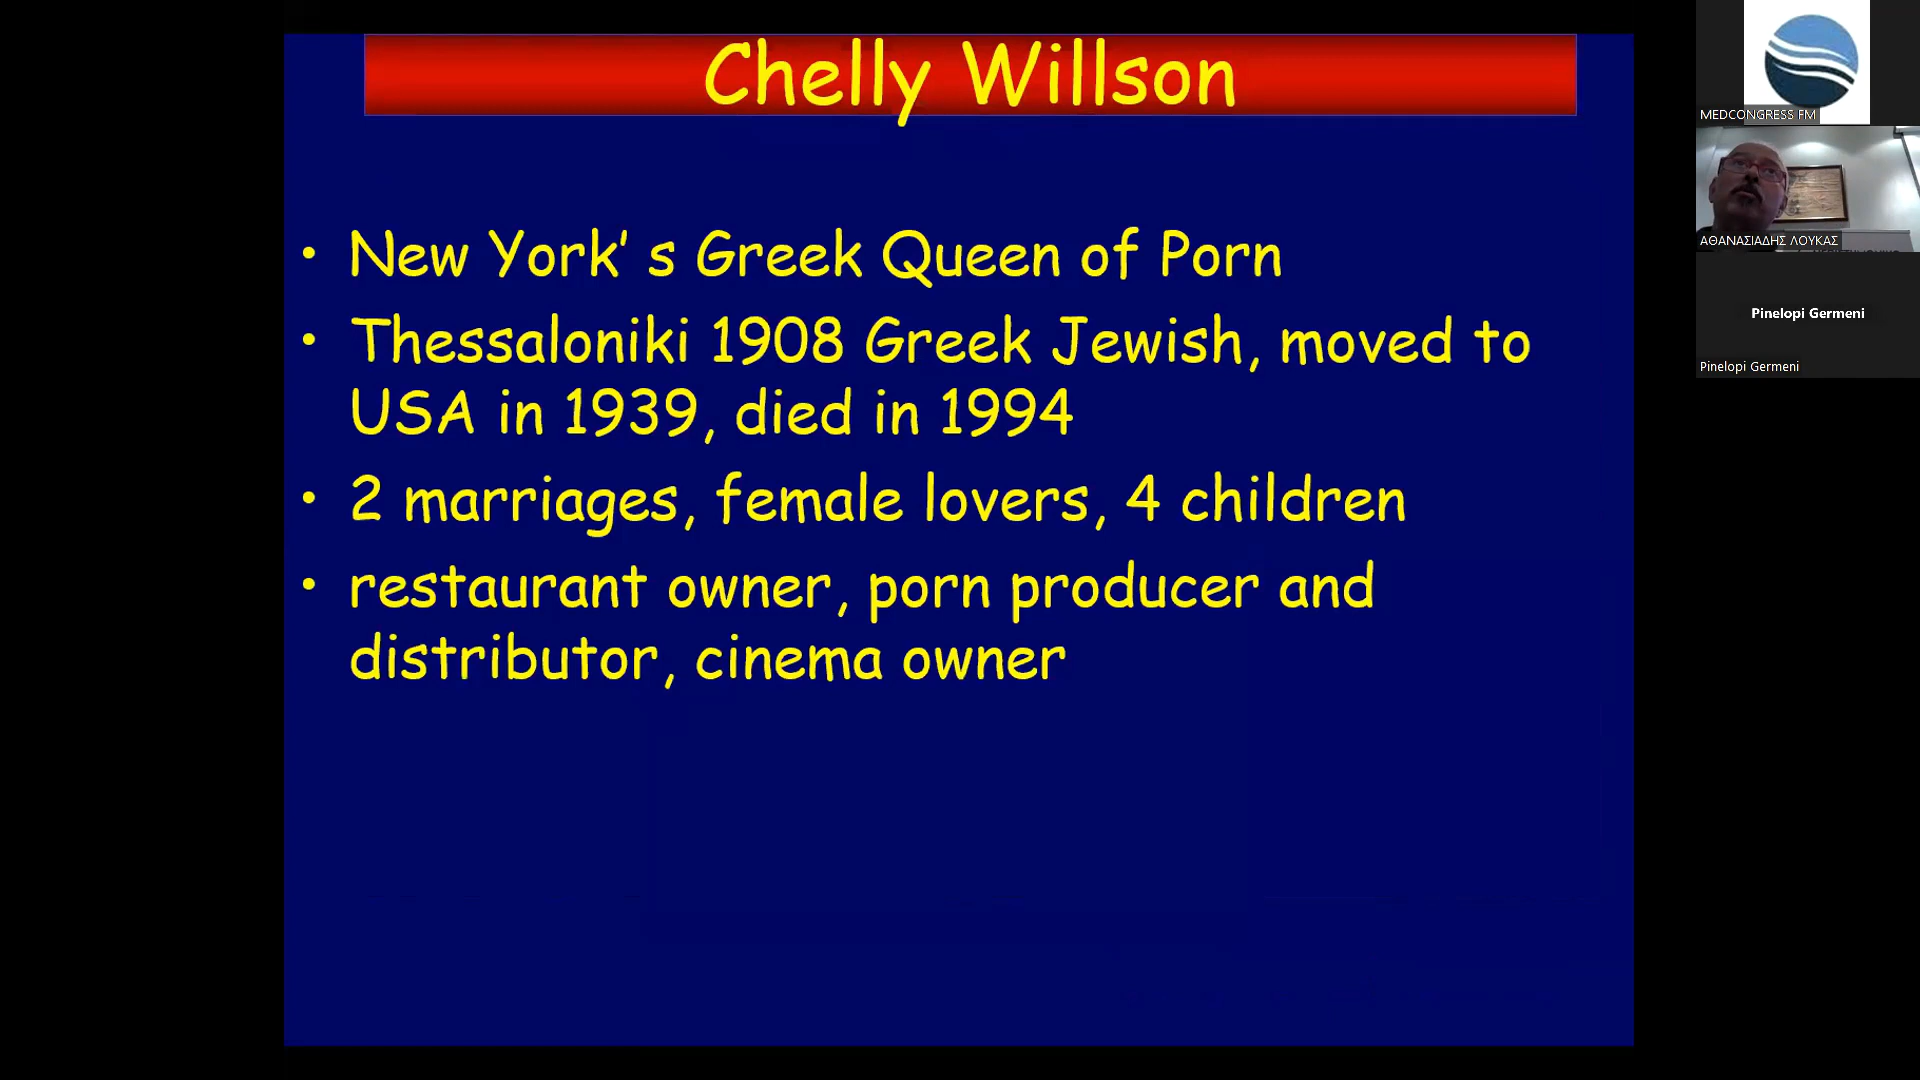 Chelly Willson
• New York’ s Greek Queen of Porn
• Thessaloniki 1908 Greek Jewish, moved to
USA in 1939, died in 1994
• 2 marriages, female lovers, 4 children
• restaurant owner, porn producer and
distributor, cinema owner
MEDCONGRESS FM
ΑΘΑΝΑΣΙΑΔΗΣ ΛΟΥΚΑΣ
Pinelopi Germeni
Pinelopi Germeni